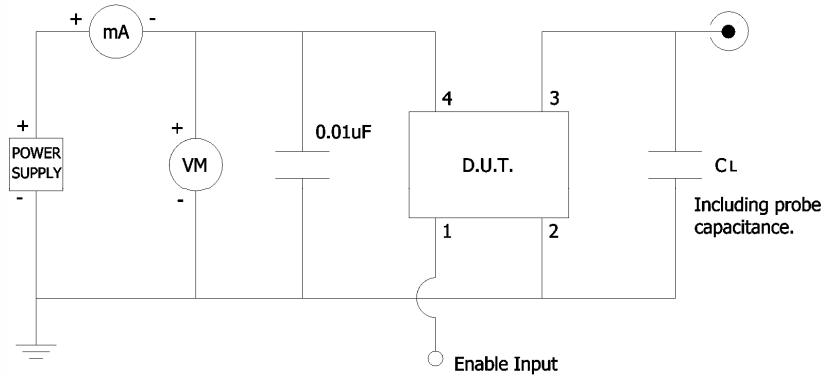 + mA -
4 3
+ + 0.01uF
POWER
SUPPLY
VM
D.U.T.
CL
- -
Including probe
capacitance.
1 2
Enable Input